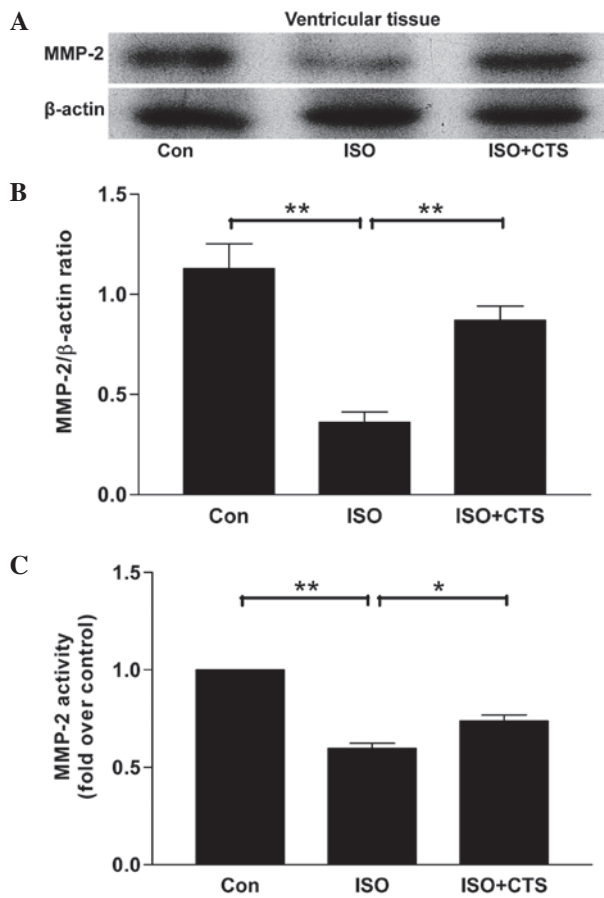 A
Ventricular tissue
MMP-2
β-actin
Con ISO ISO+CTS
B
MMP-2/β-actin ratio
1.5
1.0
0.5
0.0
** **
Con ISO ISO+CTS
C
MMP-2 activity
(fold over control)
1.5
1.0
0.5
0.0
** *
Con ISO ISO+CTS